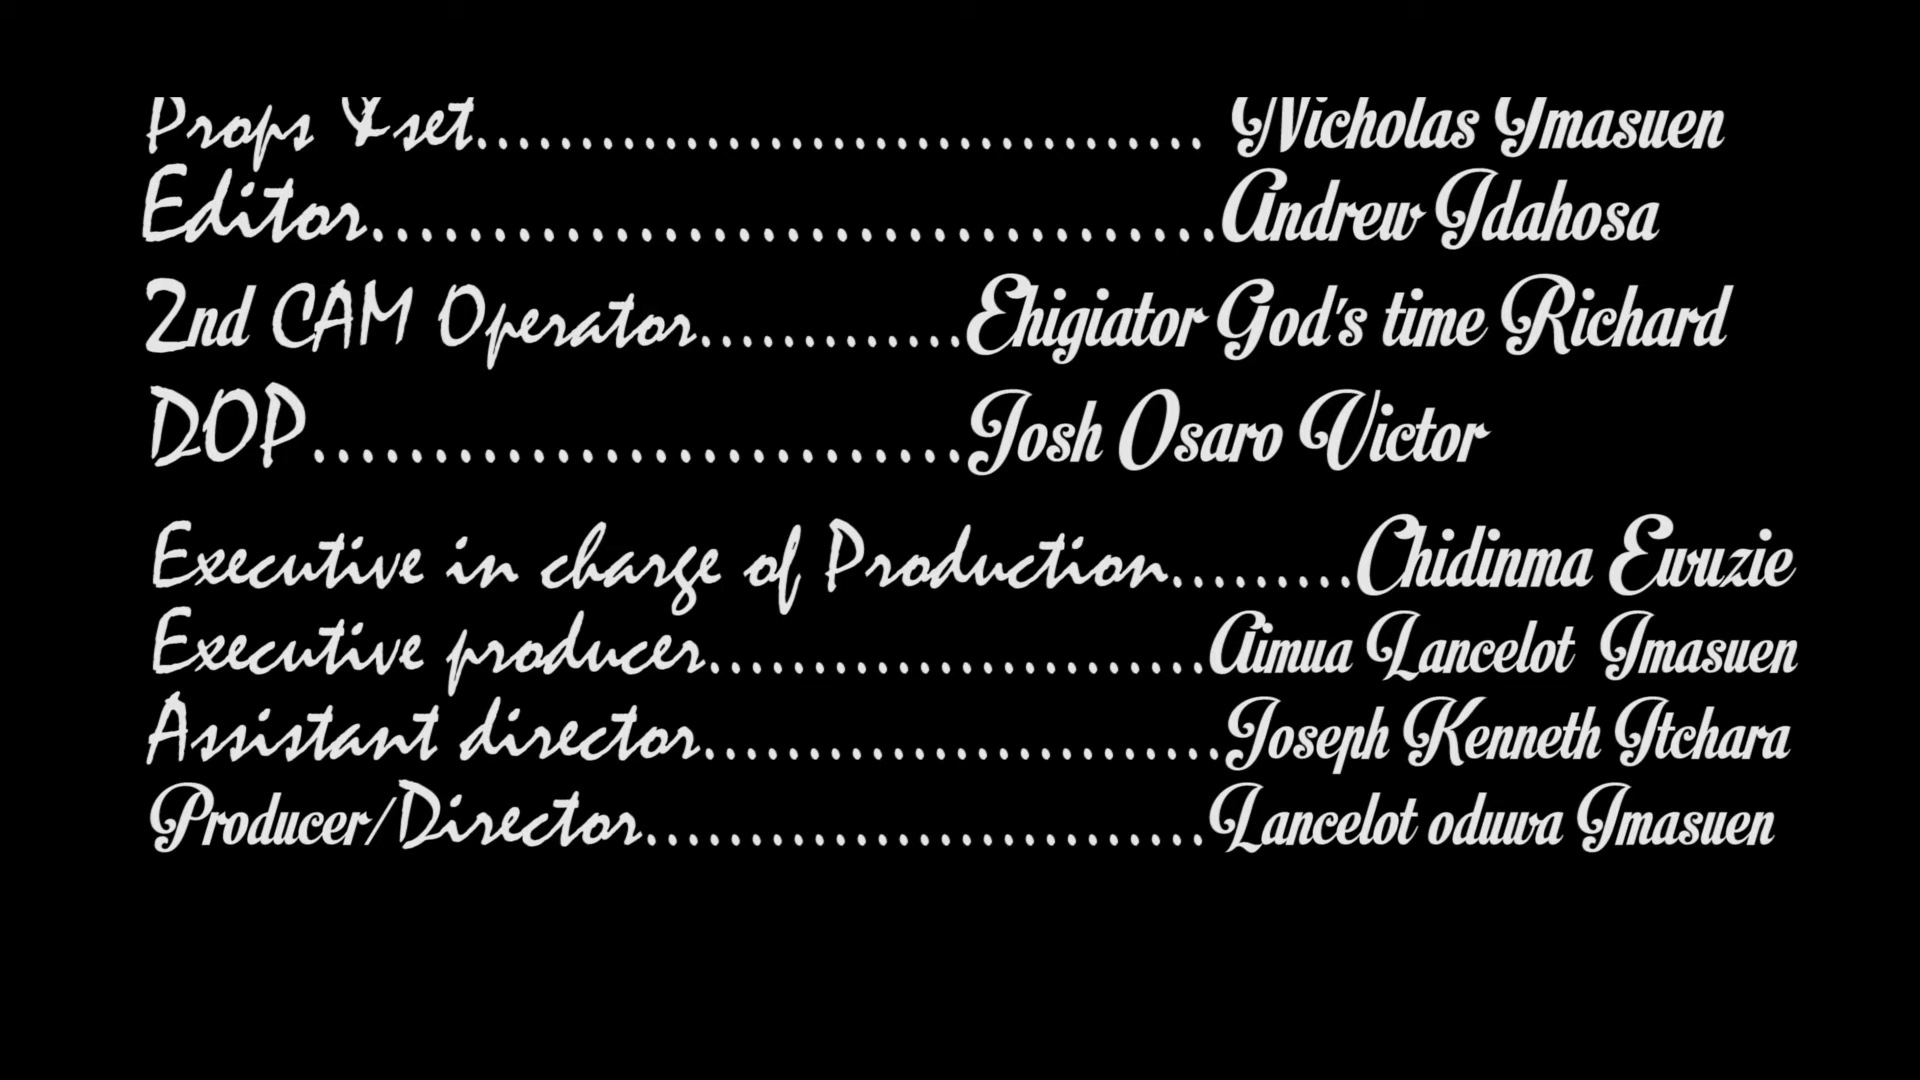 Props &set.................................... Nicholas Imasuen
Editor...................................Andrew Idahosa
2nd CAM Operator.............Ehigiator God's time Richard
DOP...........................Josh Osaro Victor
Executive in charge of Production.........Chidinma Ewuzie
Executive producer........................Aimua Lancelot Imasuen
Assistant director.........................Joseph Kenneth Itchara
Producer/Director...........................Lancelot oduwa Imasuen